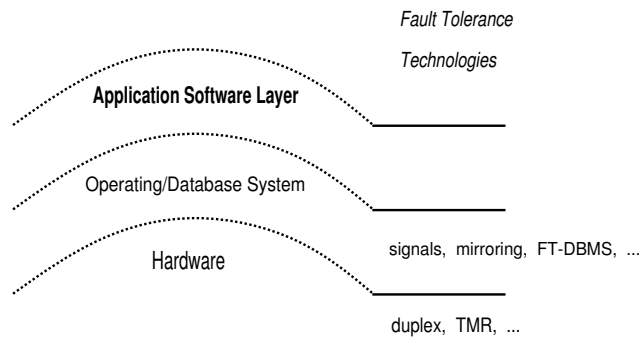 Fault Tolerance
Technologies
Application Software Layer
Operating/Database System
signals, mirroring, FT-DBMS, ...
Hardware
duplex, TMR, ...